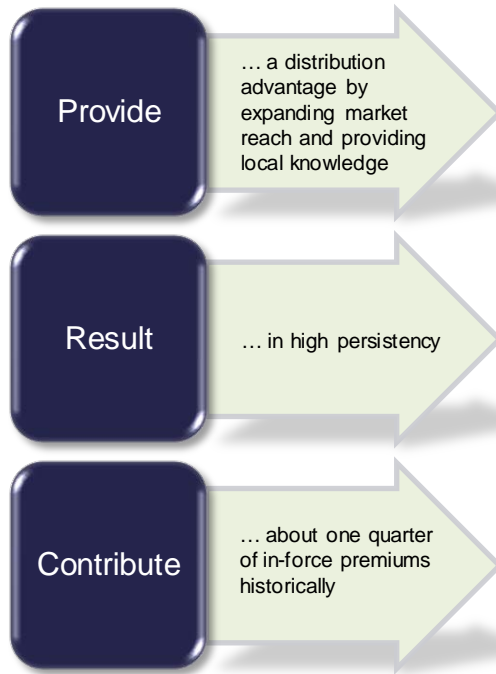 Provide
… a distribution
advantage by
expanding market
reach and providing
local knowledge
Result
… in high persistency
Contribute
… about one quarter
of in-force premiums
historically